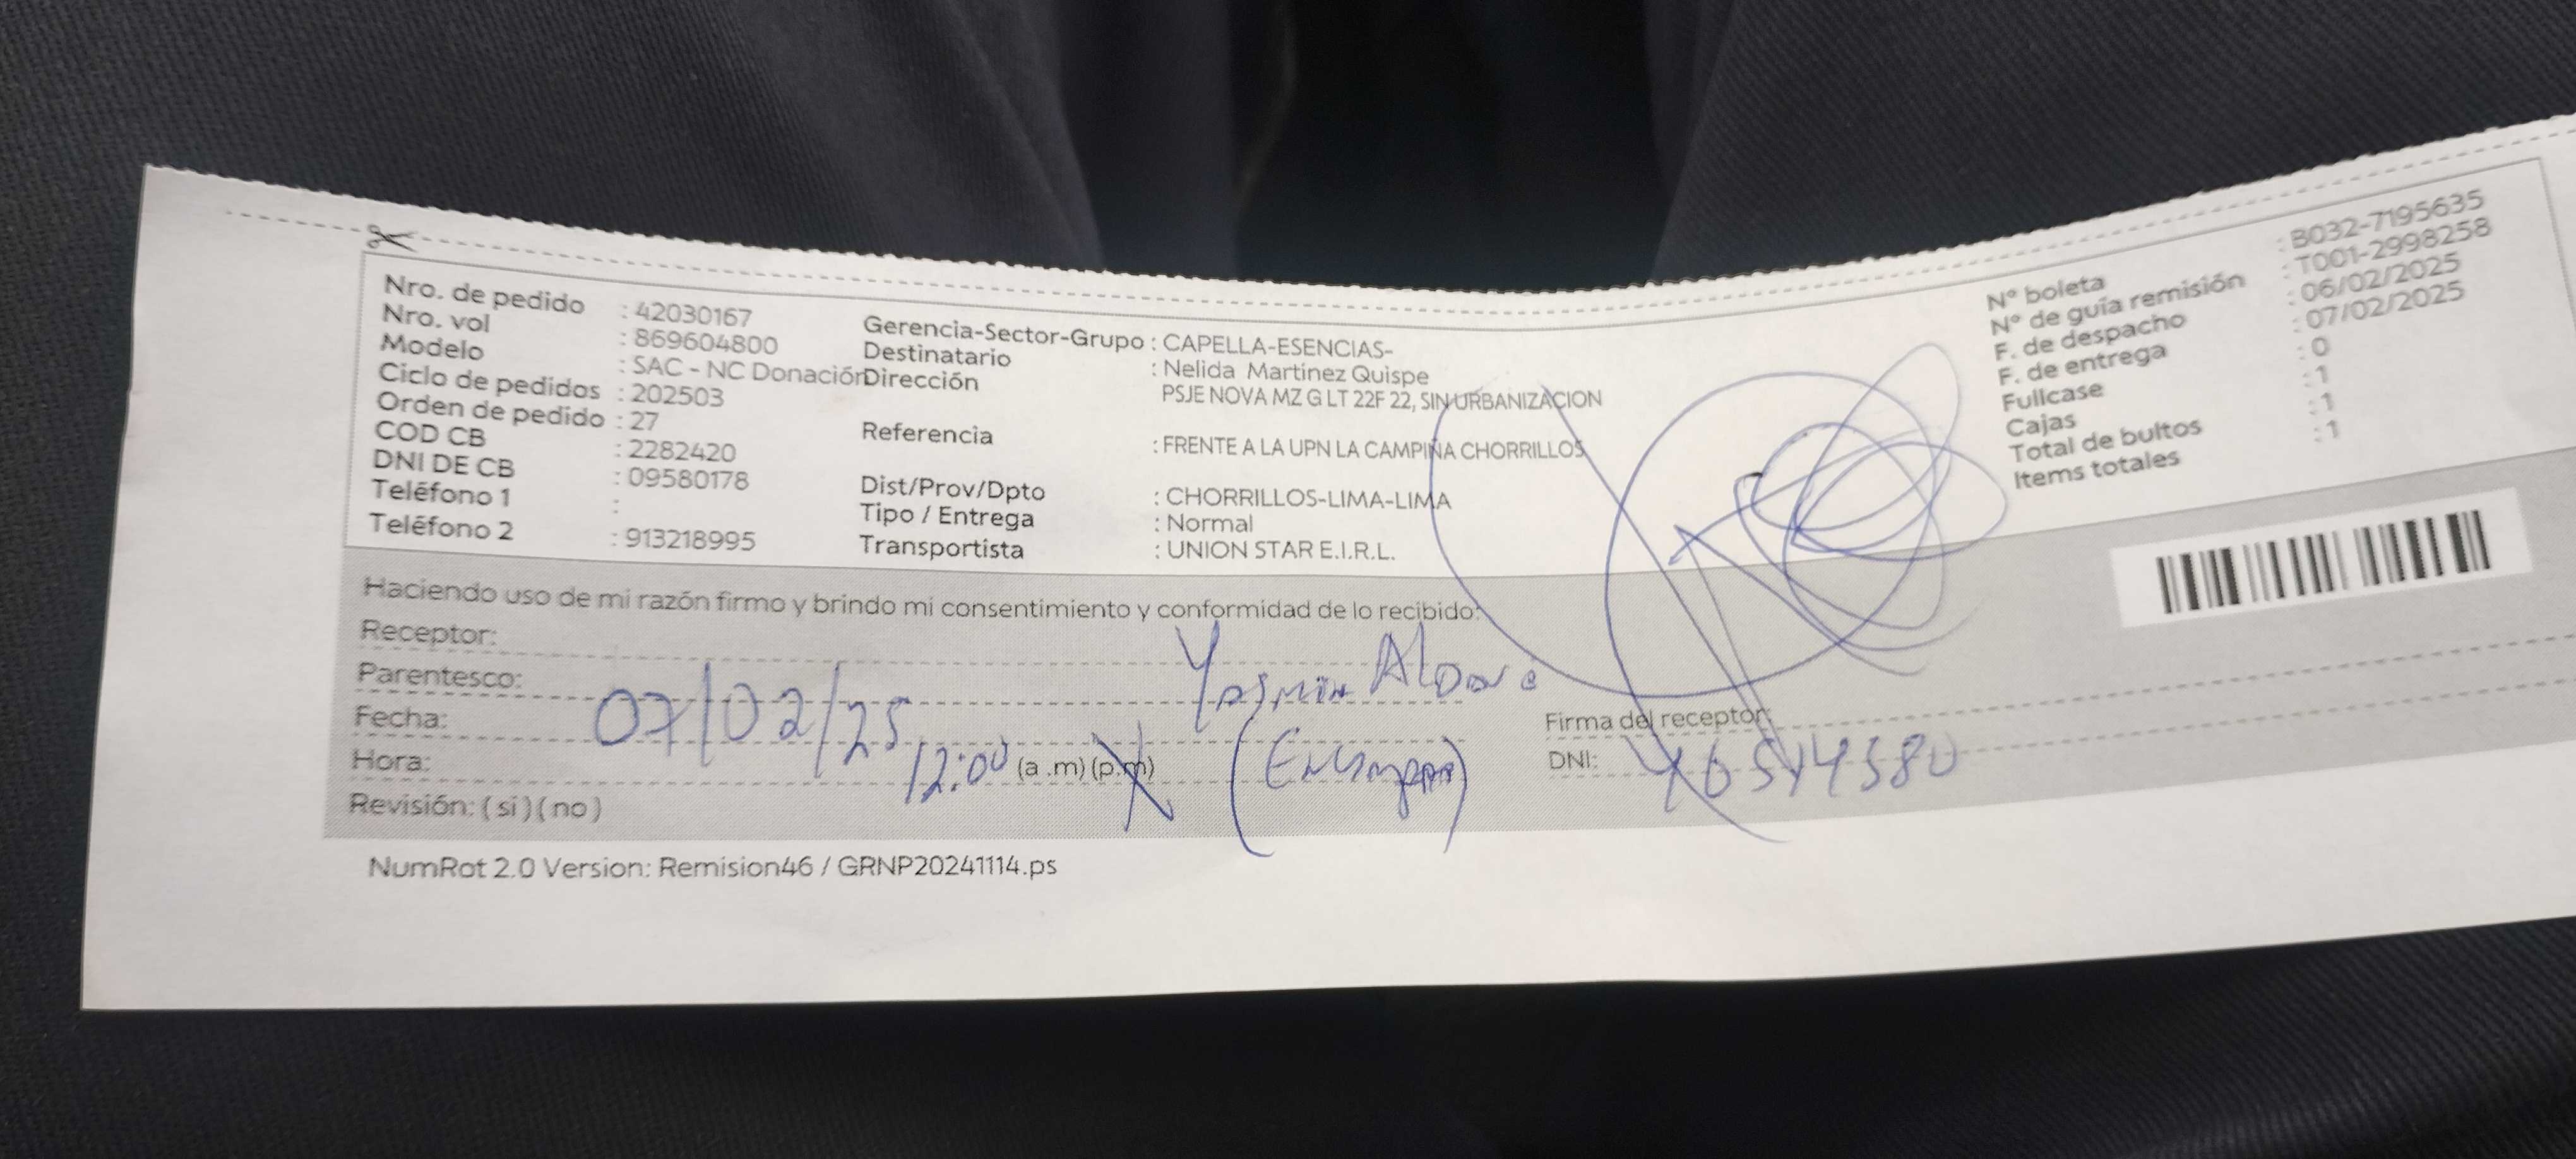 Nro. de pedido : 42030167
Nro. vol : 869604800
Modelo : SAC - NC Donación
Ciclo de pedidos : 202503
Orden de pedido : 27
COD CB : 2282420
DNI DE CB : 09580178
Teléfono 1 :
Teléfono 2 : 913218995
Gerencia-Sector-Grupo : CAPELLA-ESENCIAS-
Destinatario : Nelida Martinez Quispe
Dirección PSJE NOVA MZ G LT 22F 22, SIN URBANIZACION
Referencia : FRENTE A LA UPN LA CAMPIÑA CHORRILLOS
Dist/Prov/Dpto : CHORRILLOS-LIMA-LIMA
Tipo / Entrega : Normal
Transportista : UNION STAR E.I.R.L.
N° boleta : B032-7195635
N° de guía remisión : T001-2998258
F. de despacho : 06/02/2025
F. de entrega : 07/02/2025
Fullcase : 0
Cajas : 1
Total de bultos : 1
Items totales : 1
Haciendo uso de mi razón firmo y brindo mi consentimiento y conformidad de lo recibido:
Receptor: Yasmin
Parentesco:
Fecha: 07/02/25
Hora: 12:00 (a.m) (p.m)
Revisión: ( si ) ( no )
Firma del receptor:
DNI:
NumRot 2.0 Version: Remision46 / GRNP20241114.ps